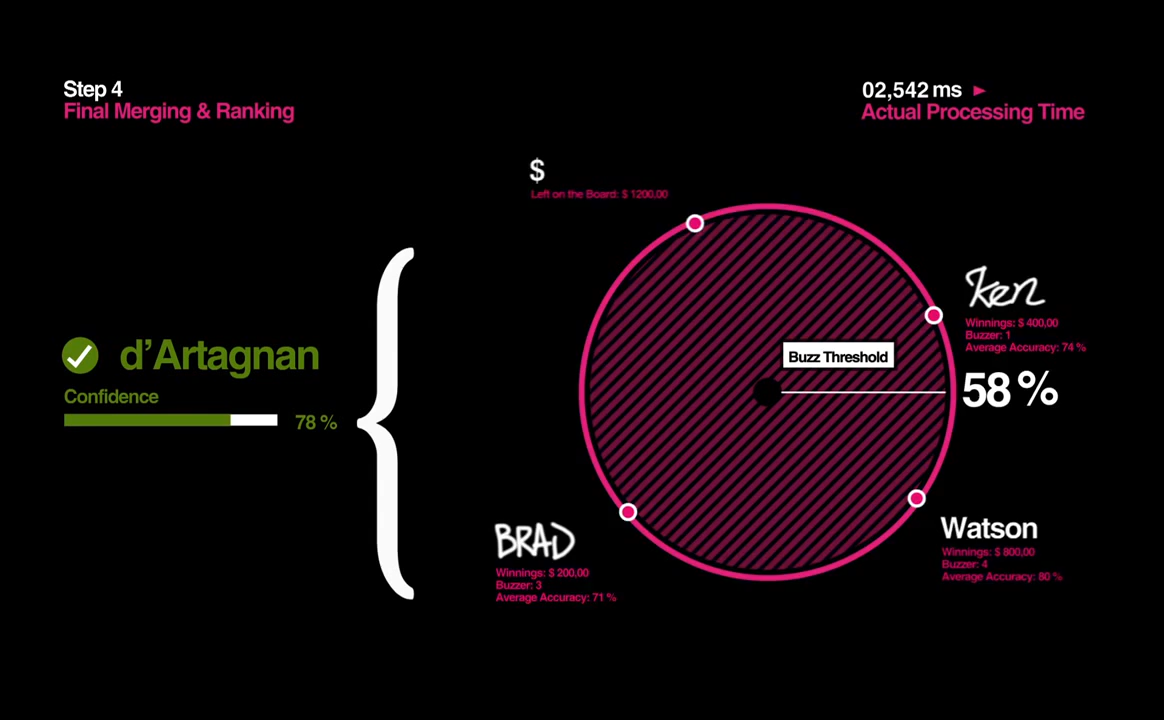 Step 4
Final Merging & Ranking
02,542 ms
Actual Processing Time
$
Left on the Board: $ 1200,00
Ken
Winnings: $ 400,00
Buzzer: 1
Average Accuracy: 74 %
d’Artagnan
Confidence
78 %
Buzz Threshold
58 %
BRAD
Winnings: $ 200,00
Buzzer: 3
Average Accuracy: 71 %
Watson
Winnings: $ 800,00
Buzzer: 4
Average Accuracy: 80 %